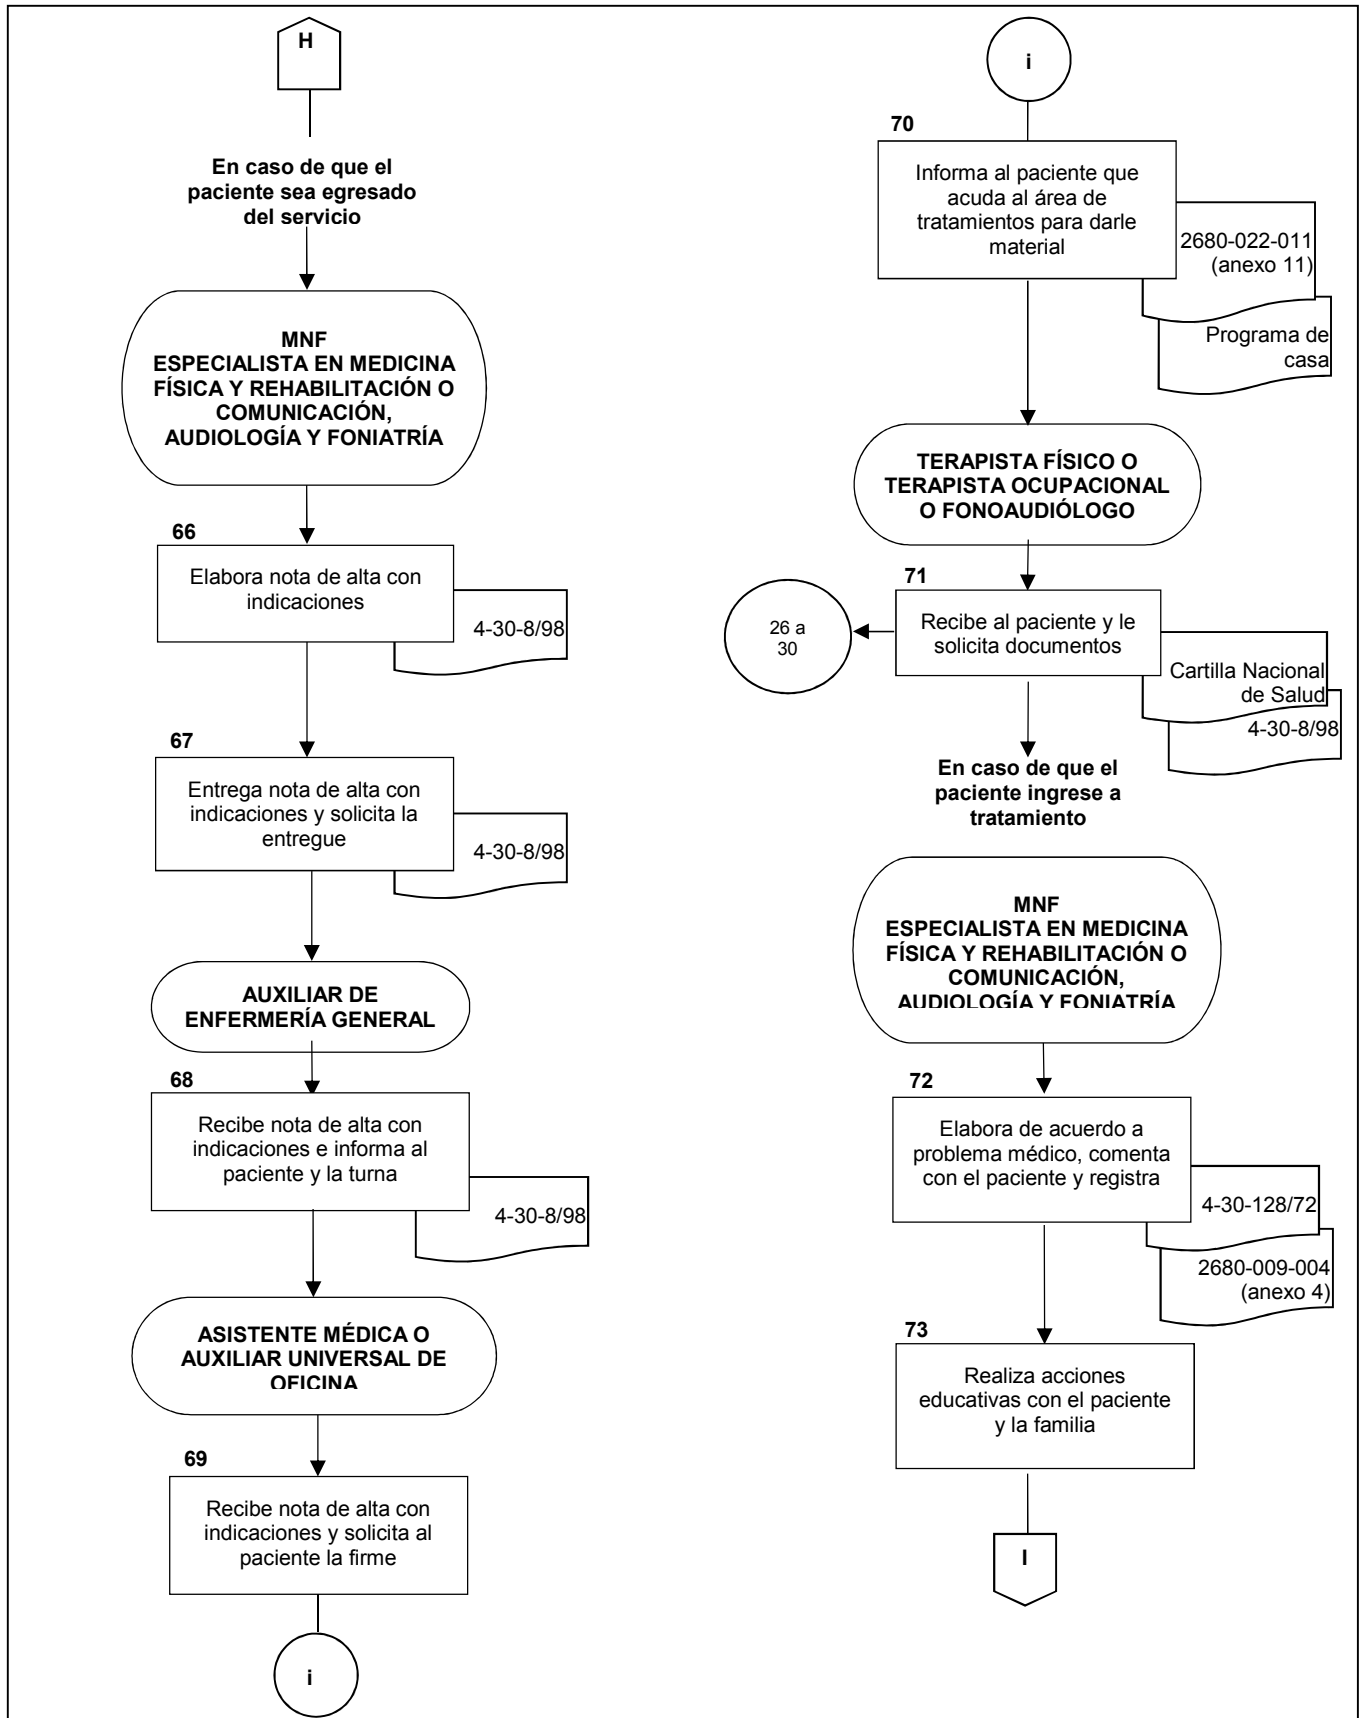 H
En caso de que el
paciente sea egresado
del servicio
MNF
ESPECIALISTA EN MEDICINA
FÍSICA Y REHABILITACIÓN O
COMUNICACIÓN,
AUDIOLOGÍA Y FONIATRÍA
66
Elabora nota de alta con
indicaciones
4-30-8/98
67
Entrega nota de alta con
indicaciones y solicita la
entregue
4-30-8/98
AUXILIAR DE
ENFERMERÍA GENERAL
68
Recibe nota de alta con
indicaciones e informa al
paciente y la turna
4-30-8/98
ASISTENTE MÉDICA O
AUXILIAR UNIVERSAL DE
OFICINA
69
Recibe nota de alta con
indicaciones y solicita al
paciente la firme
i
i
70
Informa al paciente que
acuda al área de
tratamientos para darle
material
2680-022-011
(anexo 11)
Programa de
casa
TERAPISTA FÍSICO O
TERAPISTA OCUPACIONAL
O FONOAUDIÓLOGO
71
Recibe al paciente y le
solicita documentos
26 a
30
Cartilla Nacional
de Salud
4-30-8/98
En caso de que el
paciente ingrese a
tratamiento
MNF
ESPECIALISTA EN MEDICINA
FÍSICA Y REHABILITACIÓN O
COMUNICACIÓN,
AUDIOLOGÍA Y FONIATRÍA
72
Elabora de acuerdo a
problema médico, comenta
con el paciente y registra
4-30-128/72
2680-009-004
(anexo 4)
73
Realiza acciones
educativas con el paciente
y la familia
I